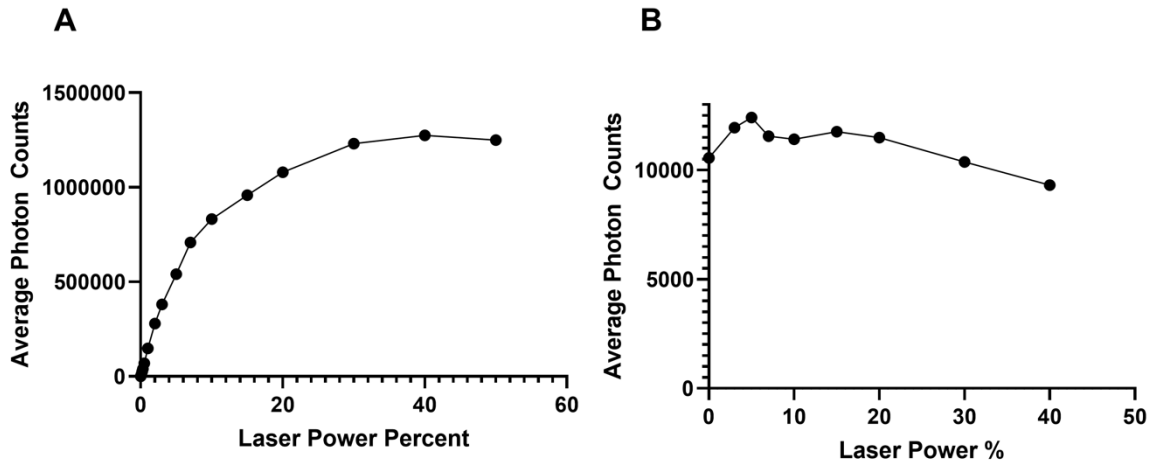 A
B
1500000
1000000
500000
0
Average Photon Counts
0
20
40
60
Laser Power Percent
10000
5000
0
Average Photon Counts
0
10
20
30
40
50
Laser Power %